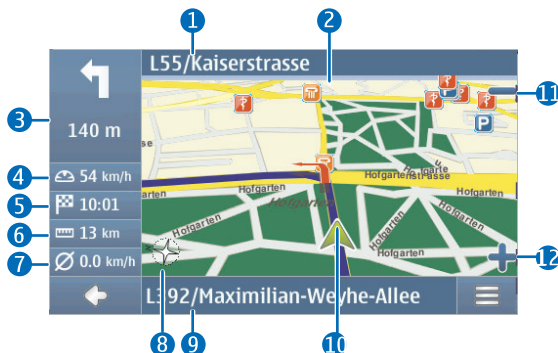 1
2
L55/Kaiserstrasse
11
3
140 m
P
P
se
Hofgarten
Hofgartenstrasse
4
54 km/h
5
10:01
Hofgarten
Hofgarten
Hofgarten
Hofgarten
6
13 km
Hofgarten
7
0.0 km/h
12
L392/Maximilian-Weyhe-Allee
8
9
10